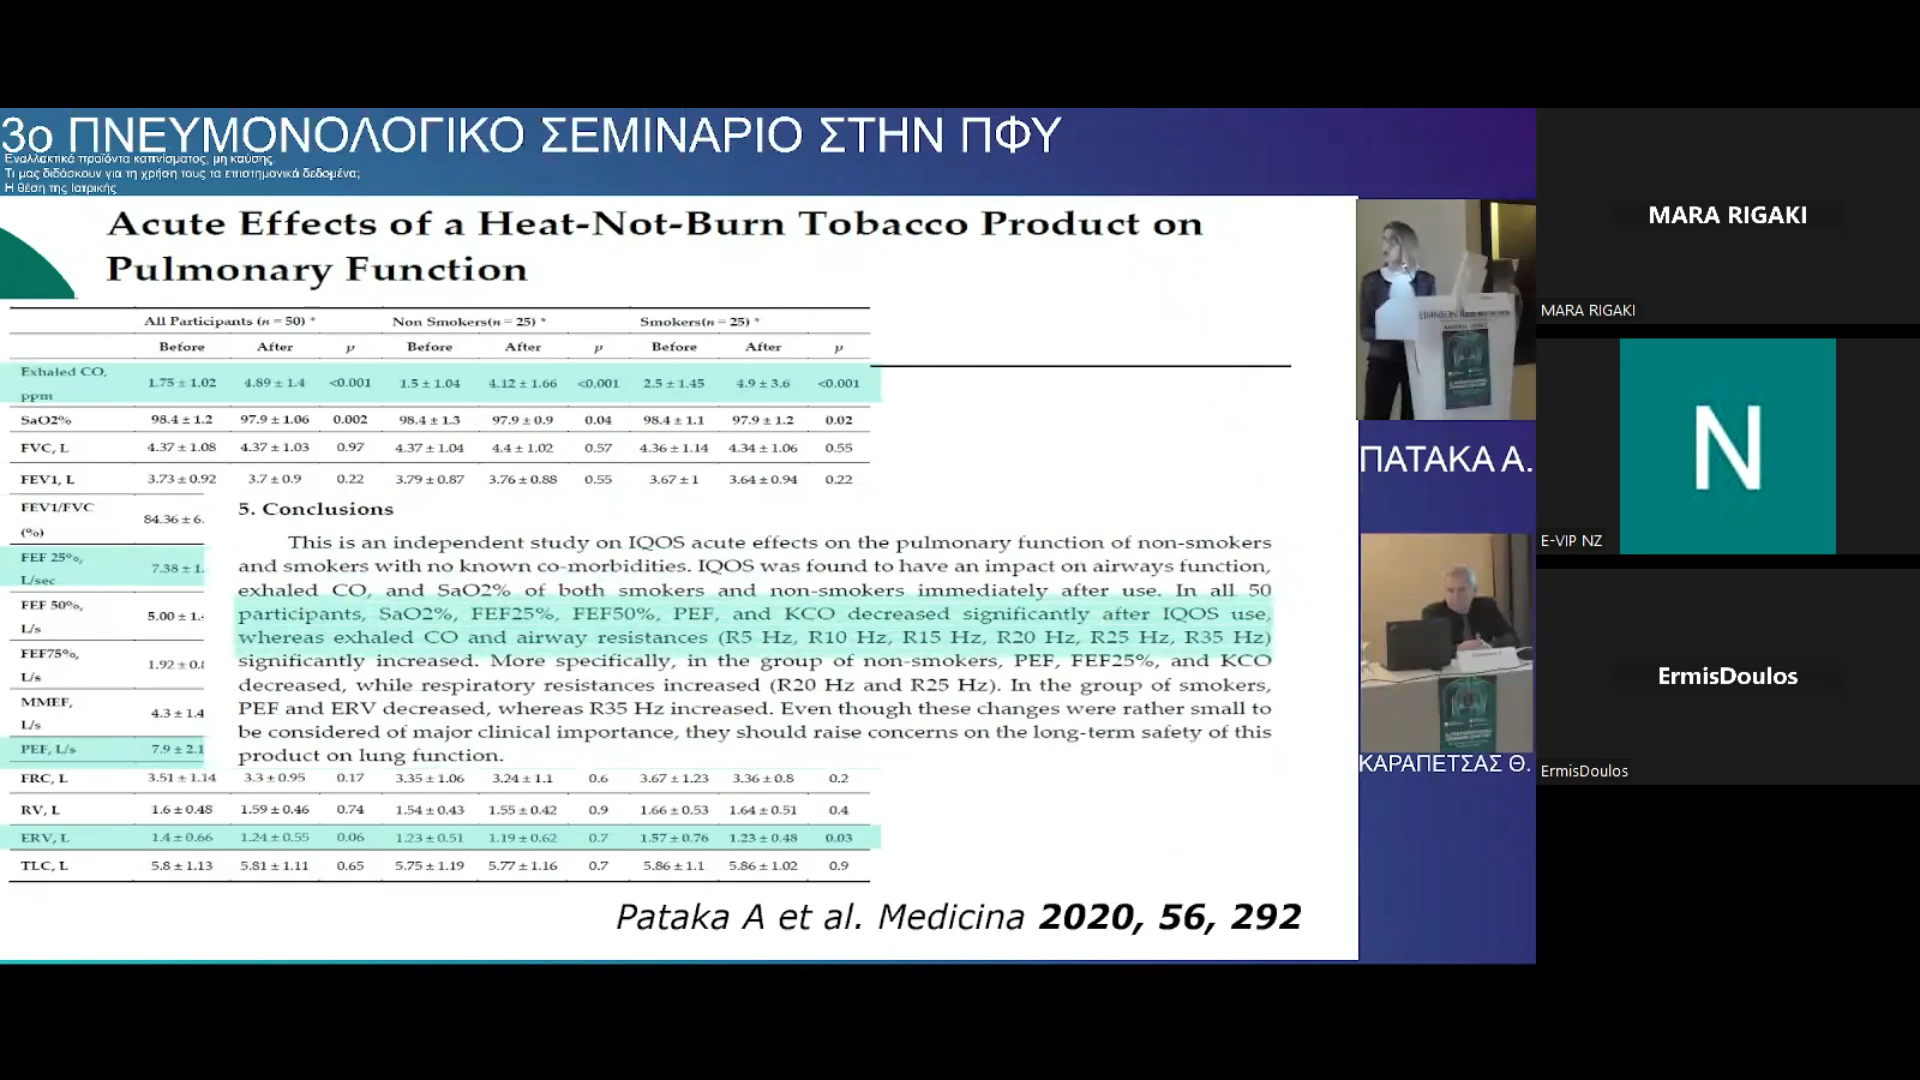 3ο ΠΝΕΥΜΟΝΟΛΟΓΙΚΟ ΣΕΜΙΝΑΡΙΟ ΣΤΗΝ ΠΦΥ
Εναλλακτικά προϊόντα καπνίσματος, μη καύσης.
Τι μας διδάσκουν για τη χρήση τους τα επιστημονικά δεδομένα;
Η θέση της Ιατρικής
Acute Effects of a Heat-Not-Burn Tobacco Product on
Pulmonary Function
All Participants (n = 50) * Non Smokers(n = 25) * Smokers(n = 25) *
Before After p Before After p Before After p
Exhaled CO, ppm 1.75 ± 1.02 4.89 ± 1.4 <0.001 1.5 ± 1.04 4.12 ± 1.66 <0.001 2.5 ± 1.45 4.9 ± 3.6 <0.001
SaO2% 98.4 ± 1.2 97.9 ± 1.06 0.002 98.4 ± 1.3 97.9 ± 0.9 0.04 98.4 ± 1.1 97.9 ± 1.2 0.02
FVC, L 4.37 ± 1.08 4.37 ± 1.03 0.97 4.37 ± 1.04 4.4 ± 1.02 0.57 4.36 ± 1.14 4.34 ± 1.06 0.55
FEV1, L 3.73 ± 0.92 3.7 ± 0.9 0.22 3.79 ± 0.87 3.76 ± 0.88 0.55 3.67 ± 1 3.64 ± 0.94 0.22
FEV1/FVC (%) 84.36 ± 6.
FEF 25%, L/sec 7.38 ± 1.
FEF 50%, L/s 5.00 ± 1.
FEF75%, L/s 1.92 ± 0.
MMEF, L/s 4.3 ± 1.4
PEF, L/s 7.9 ± 2.1
5. Conclusions
This is an independent study on IQOS acute effects on the pulmonary function of non-smokers
and smokers with no known co-morbidities. IQOS was found to have an impact on airways function,
exhaled CO, and SaO2% of both smokers and non-smokers immediately after use. In all 50
participants, SaO2%, FEF25%, FEF50%, PEF, and KCO decreased significantly after IQOS use,
whereas exhaled CO and airway resistances (R5 Hz, R10 Hz, R15 Hz, R20 Hz, R25 Hz, R35 Hz)
significantly increased. More specifically, in the group of non-smokers, PEF, FEF25%, and KCO
decreased, while respiratory resistances increased (R20 Hz and R25 Hz). In the group of smokers,
PEF and ERV decreased, whereas R35 Hz increased. Even though these changes were rather small to
be considered of major clinical importance, they should raise concerns on the long-term safety of this
product on lung function.
FRC, L 3.51 ± 1.14 3.3 ± 0.95 0.17 3.35 ± 1.06 3.24 ± 1.1 0.6 3.67 ± 1.23 3.36 ± 0.8 0.2
RV, L 1.6 ± 0.48 1.59 ± 0.46 0.74 1.54 ± 0.43 1.55 ± 0.42 0.9 1.66 ± 0.53 1.64 ± 0.51 0.4
ERV, L 1.4 ± 0.66 1.24 ± 0.55 0.06 1.23 ± 0.51 1.19 ± 0.62 0.7 1.57 ± 0.76 1.23 ± 0.48 0.03
TLC, L 5.8 ± 1.13 5.81 ± 1.11 0.65 5.75 ± 1.19 5.77 ± 1.16 0.7 5.86 ± 1.1 5.86 ± 1.02 0.9
Pataka A et al. Medicina 2020, 56, 292
ΠΑΤΑΚΑ Α.
ΚΑΡΑΠΕΤΣΑΣ Θ.
MARA RIGAKI
MARA RIGAKI
N
E-VIP NZ
ErmisDoulos
ErmisDoulos